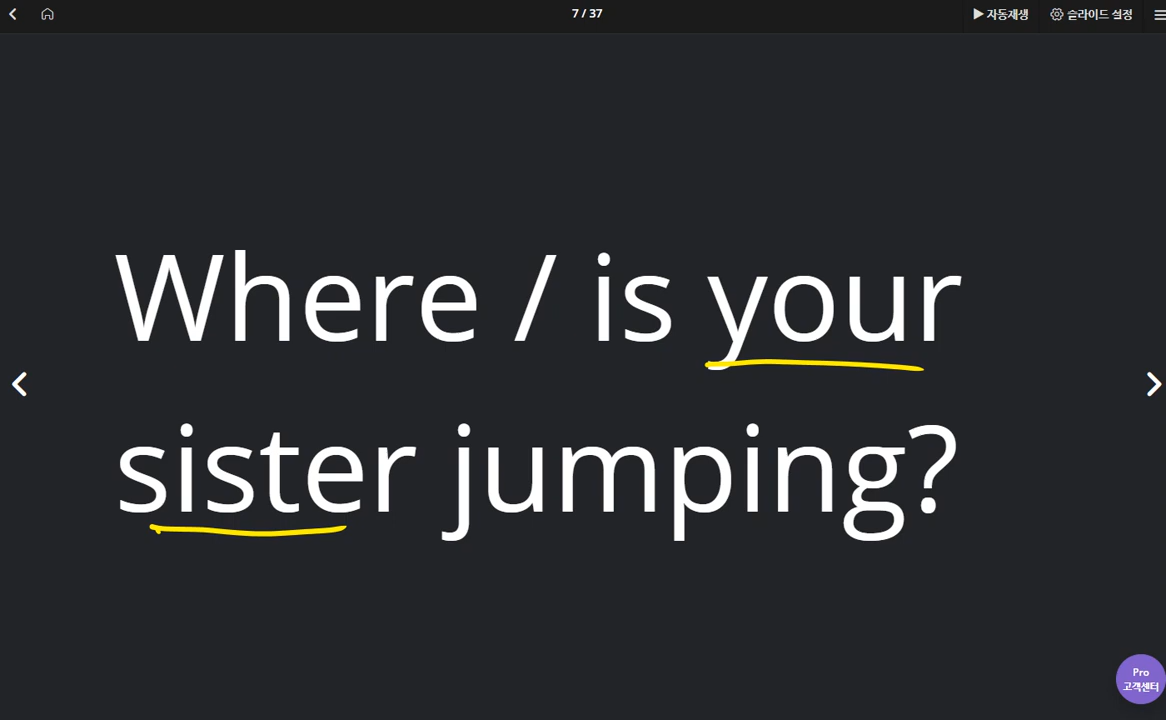 7 / 37
▶ 자동재생
슬라이드 설정
Where / is your
sister jumping?
Pro
고객센터